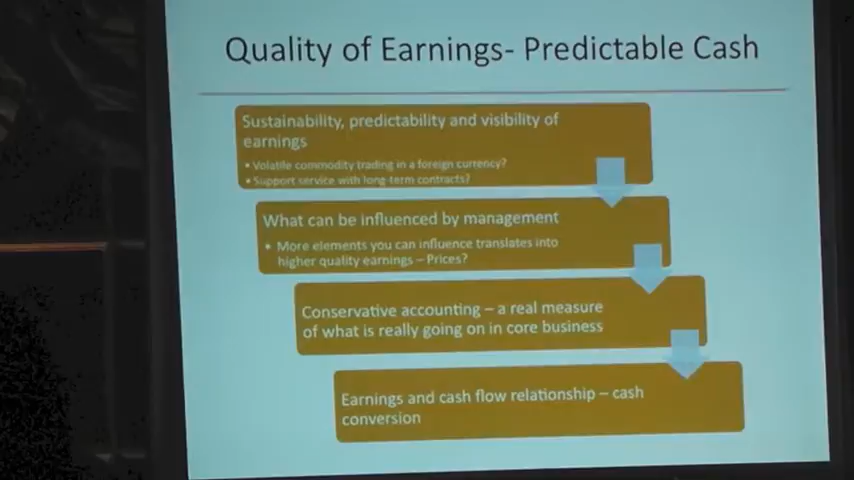 Quality of Earnings- Predictable Cash
Sustainability, predictability and visibility of
earnings
• Volatile commodity trading in a foreign currency?
• Support service with long-term contracts?
What can be influenced by management
• More elements you can influence translates into
higher quality earnings – Prices?
Conservative accounting – a real measure
of what is really going on in core business
Earnings and cash flow relationship – cash
conversion